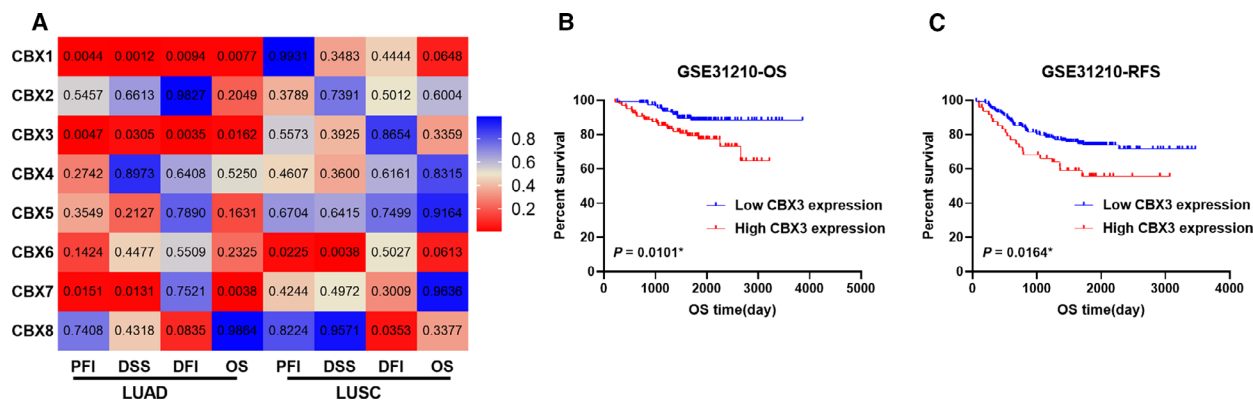 A
CBX1 0.0044 0.0012 0.0094 0.0077 0.9931 0.3483 0.4444 0.0648
CBX2 0.5457 0.6613 0.9827 0.2049 0.3789 0.7391 0.5012 0.6004
CBX3 0.0047 0.0305 0.0035 0.0162 0.5573 0.3925 0.8654 0.3359
CBX4 0.2742 0.8973 0.6408 0.5250 0.4607 0.3600 0.6161 0.8315
CBX5 0.3549 0.2127 0.7890 0.1631 0.6704 0.6415 0.7499 0.9164
CBX6 0.1424 0.4477 0.5509 0.2325 0.0225 0.0038 0.5027 0.0613
CBX7 0.0151 0.0131 0.7521 0.0038 0.4244 0.4972 0.3009 0.9636
CBX8 0.7408 0.4318 0.0835 0.9884 0.8224 0.9571 0.0353 0.3377
PFI DSS DFI OS PFI DSS DFI OS
LUAD LUSC
0.8
0.6
0.4
0.2
B
GSE31210-OS
Percent survival
100
80
60
40
20
0
Low CBX3 expression
High CBX3 expression
P = 0.0101*
0 1000 2000 3000 4000 5000
OS time(day)
C
GSE31210-RFS
Percent survival
100
80
60
40
20
0
Low CBX3 expression
High CBX3 expression
P = 0.0164*
0 1000 2000 3000 4000
OS time(day)